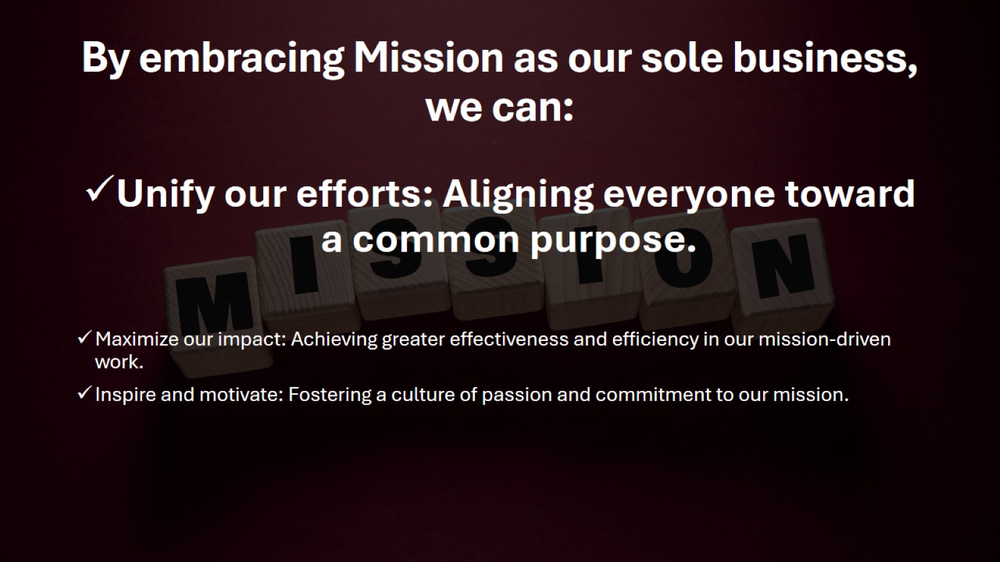 By embracing Mission as our sole business,
we can:
✓Unify our efforts: Aligning everyone toward
a common purpose.
MISSION
✓Maximize our impact: Achieving greater effectiveness and efficiency in our mission-driven
work.
✓Inspire and motivate: Fostering a culture of passion and commitment to our mission.